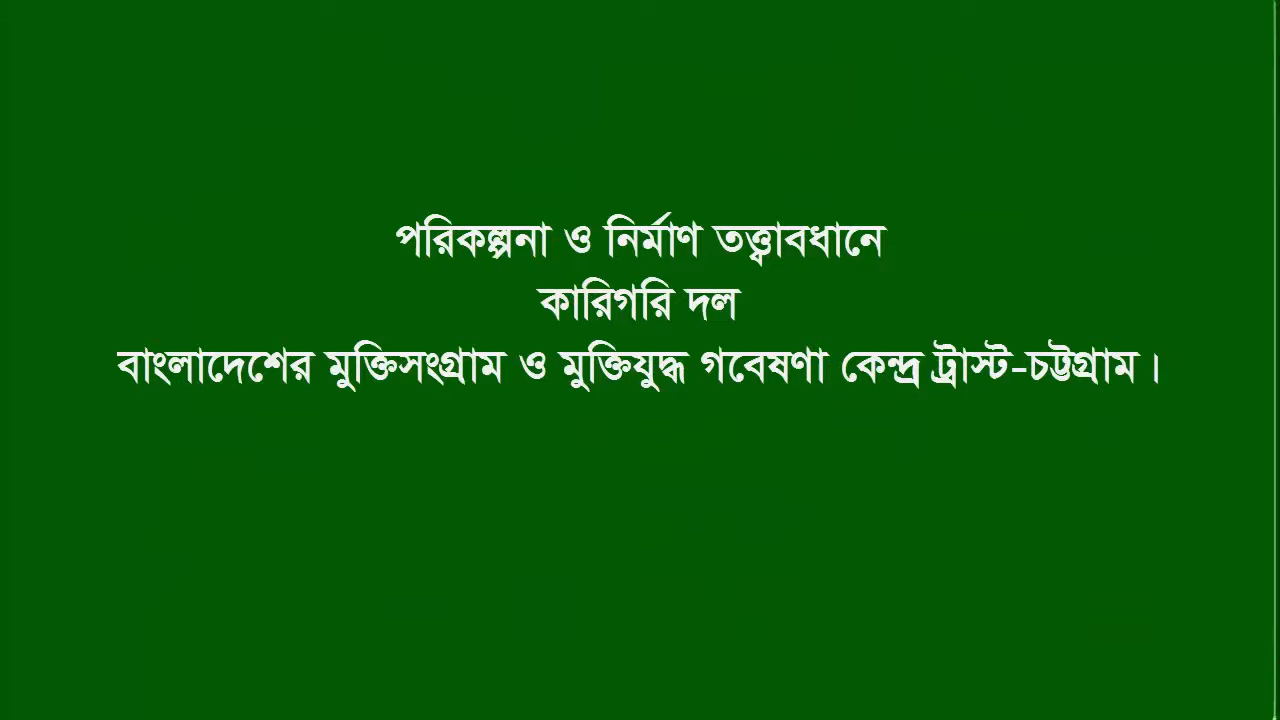 পরিকল্পনা ও নির্মাণ তত্ত্বাবধানে
কারিগরি দল
বাংলাদেশের মুক্তিসংগ্রাম ও মুক্তিযুদ্ধ গবেষণা কেন্দ্র ট্রাস্ট-চট্টগ্রাম।